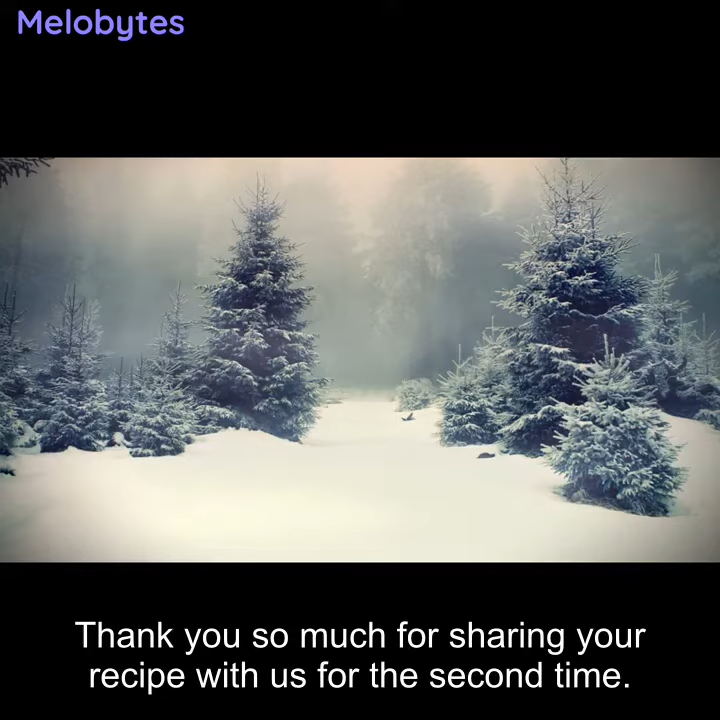 Melobytes
Thank you so much for sharing your
recipe with us for the second time.